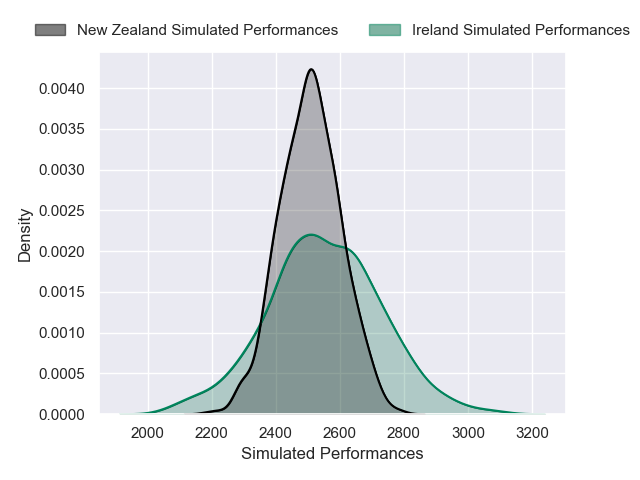 New Zealand Simulated Performances
Ireland Simulated Performances
0.0040
0.0035
0.0030
0.0025
0.0020
0.0015
0.0010
0.0005
0.0000
Density
2000 2200 2400 2600 2800 3000 3200
Simulated Performances